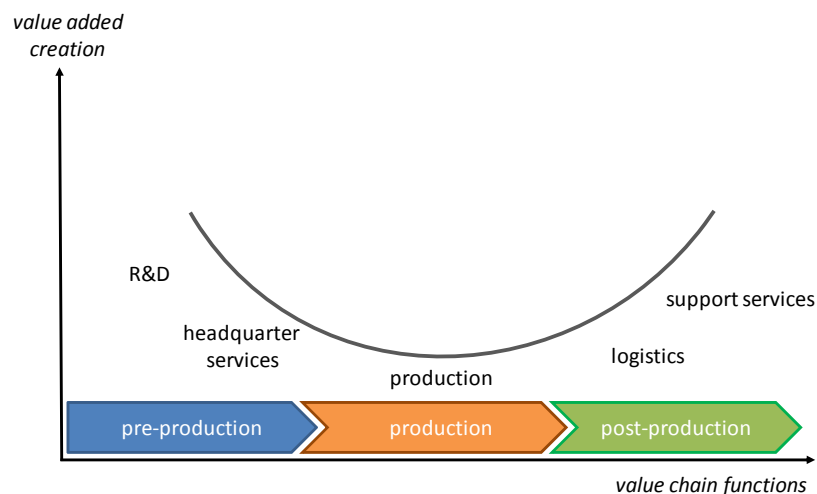 value added
creation
R&D
support services
headquarter
services
logistics
production
pre-production
production
post-production
value chain functions